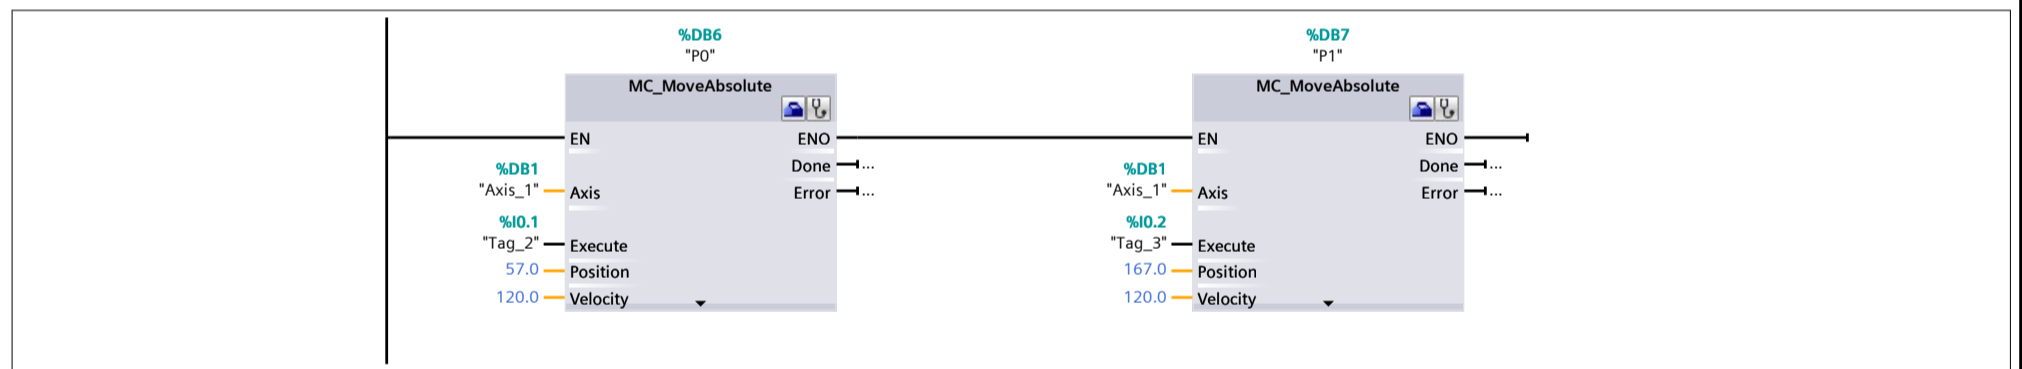 %DB6
"P0"
MC_MoveAbsolute
EN
ENO
Done
...
%DB1
"Axis_1"
Axis
Error
...
%I0.1
"Tag_2"
Execute
57.0
Position
120.0
Velocity
%DB7
"P1"
MC_MoveAbsolute
EN
ENO
Done
...
%DB1
"Axis_1"
Axis
Error
...
%I0.2
"Tag_3"
Execute
167.0
Position
120.0
Velocity